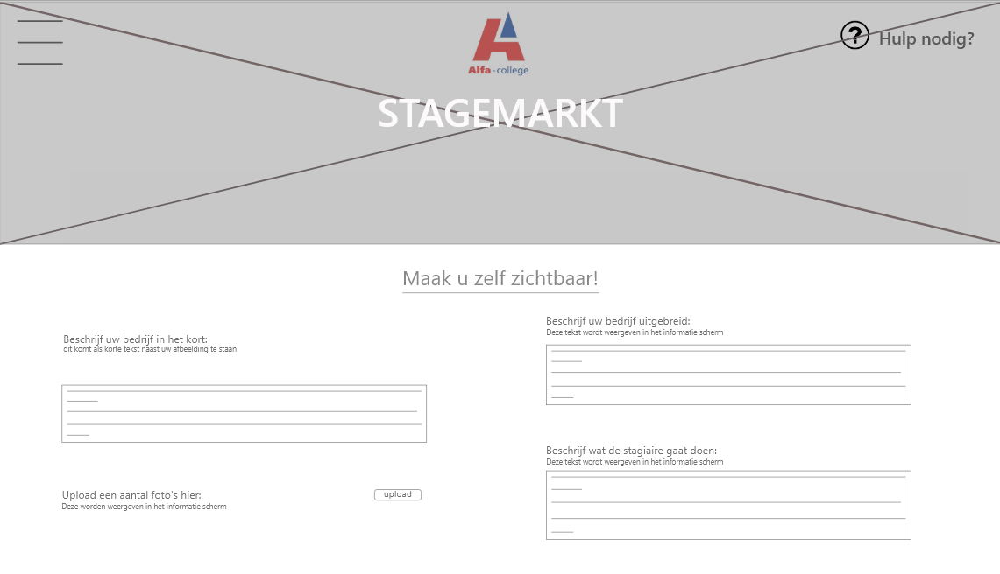 Alfa-college
Hulp nodig?
STAGEMARKT
Maak u zelf zichtbaar!
Beschrijf uw bedrijf in het kort:
dit komt als korte tekst naast uw afbeelding te staan
Upload een aantal foto's hier:
Deze worden weergeven in het informatie scherm
upload
Beschrijf uw bedrijf uitgebreid:
Deze tekst wordt weergeven in het informatie scherm
Beschrijf wat de stagiaire gaat doen:
Deze tekst wordt weergeven in het informatie scherm